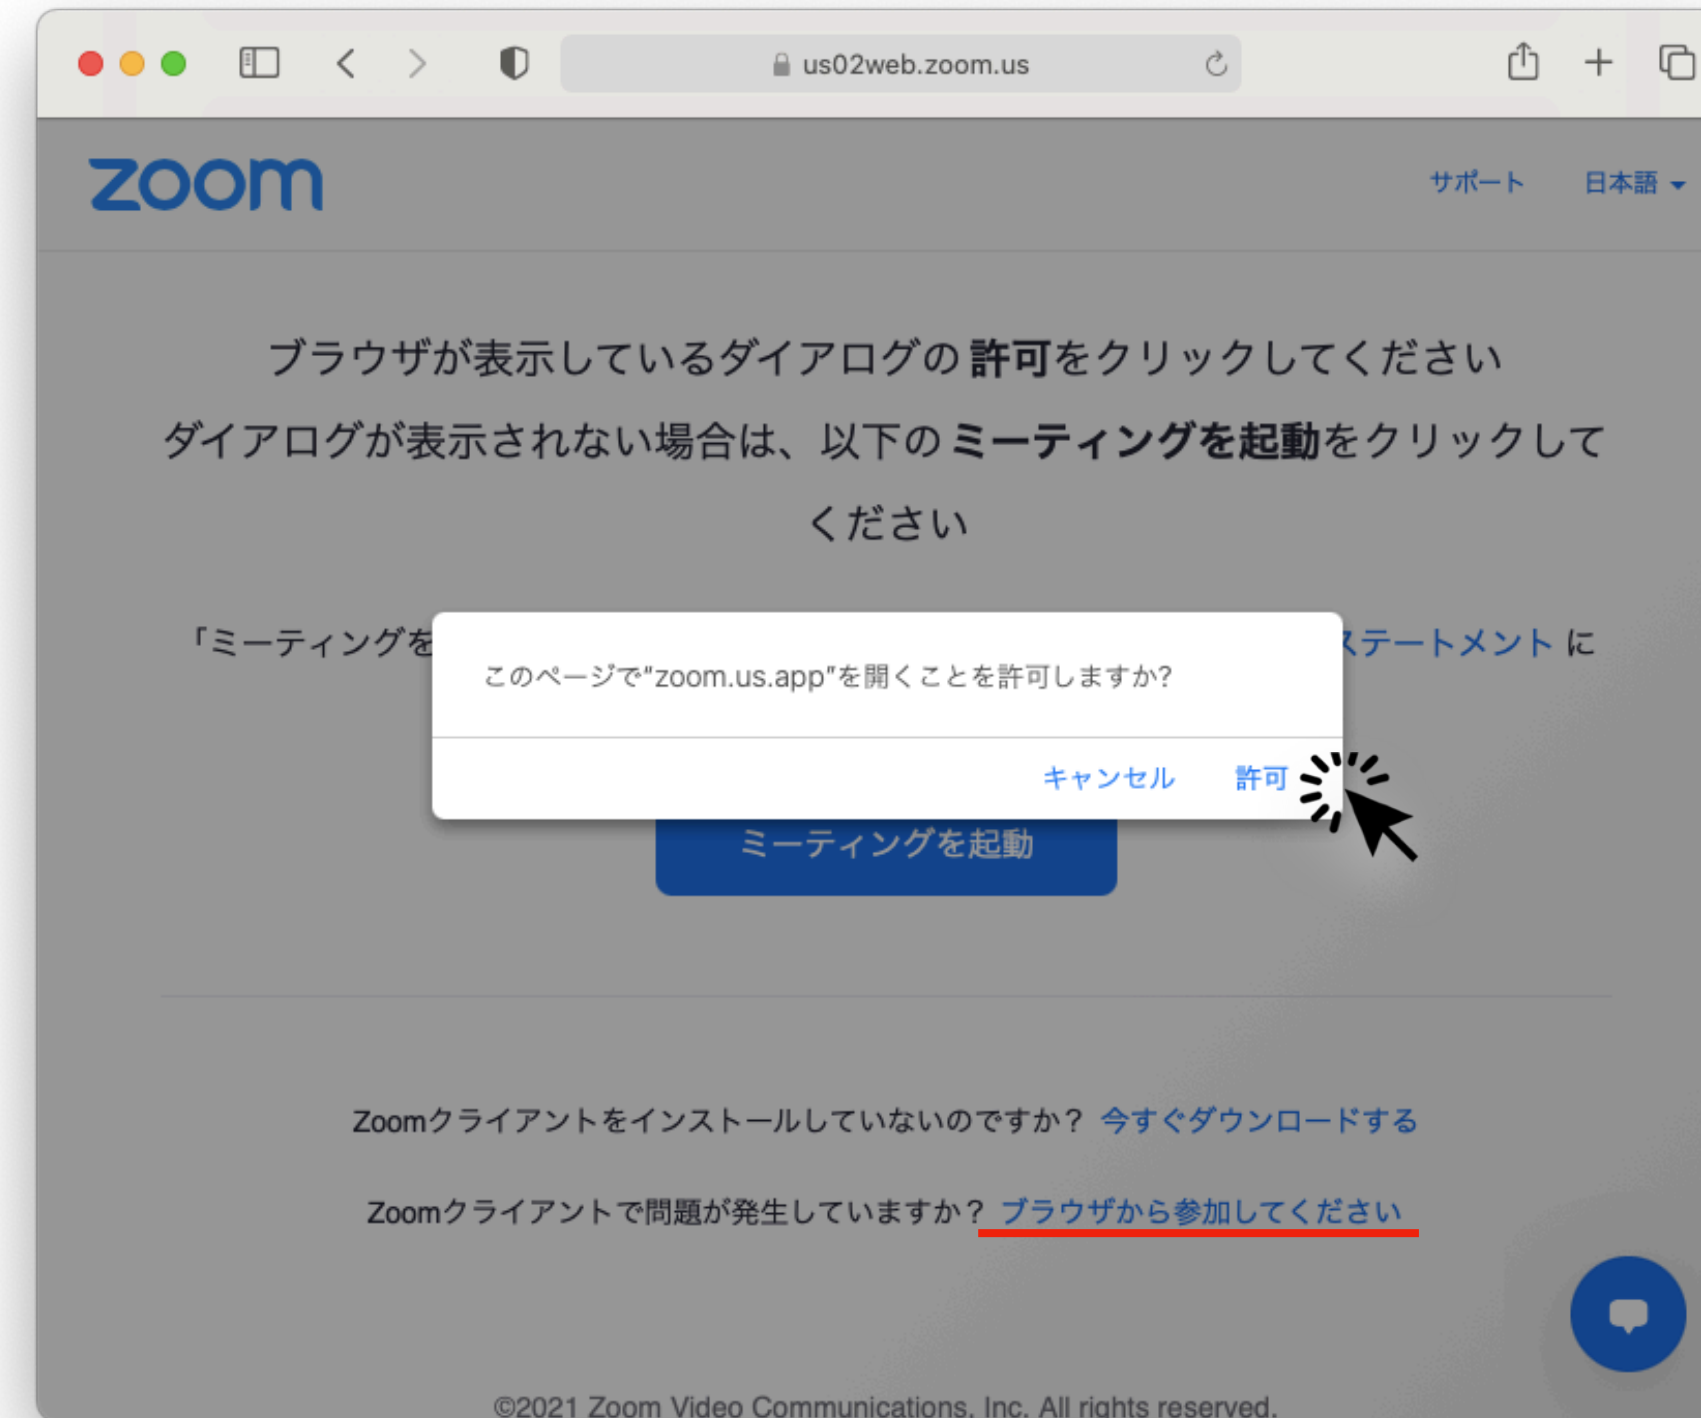 us02web.zoom.us
zoom
サポート 日本語
ブラウザが表示しているダイアログの 許可をクリックしてください
ダイアログが表示されない場合は、以下の ミーティングを起動をクリックして
ください
「ミーティングを ステートメント に
このページで"zoom.us.app"を開くことを許可しますか?
キャンセル 許可
ミーティングを起動
Zoomクライアントをインストールしていないのですか？ 今すぐダウンロードする
Zoomクライアントで問題が発生していますか？ ブラウザから参加してください
©2021 Zoom Video Communications, Inc. All rights reserved.